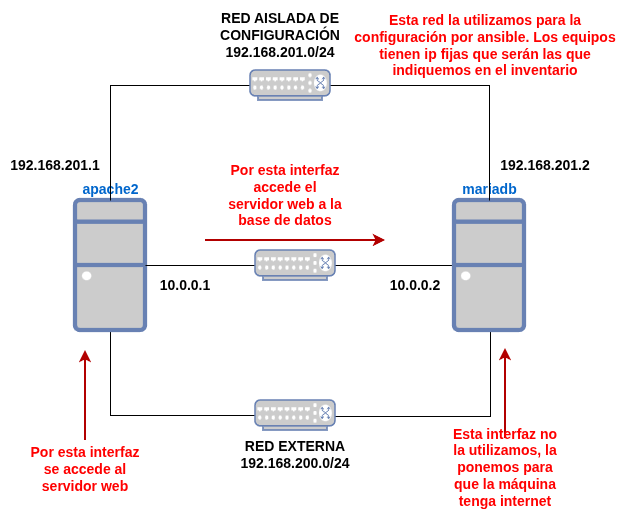 RED AISLADA DE
CONFIGURACIÓN
192.168.201.0/24
Esta red la utilizamos para la
configuración por ansible. Los equipos
tienen ip fijas que serán las que
indiquemos en el inventario
192.168.201.1
192.168.201.2
apache2
mariadb
Por esta interfaz
accede el
servidor web a la
base de datos
10.0.0.1
10.0.0.2
RED EXTERNA
192.168.200.0/24
Por esta interfaz
se accede al
servidor web
Esta interfaz no
la utilizamos, la
ponemos para
que la máquina
tenga internet